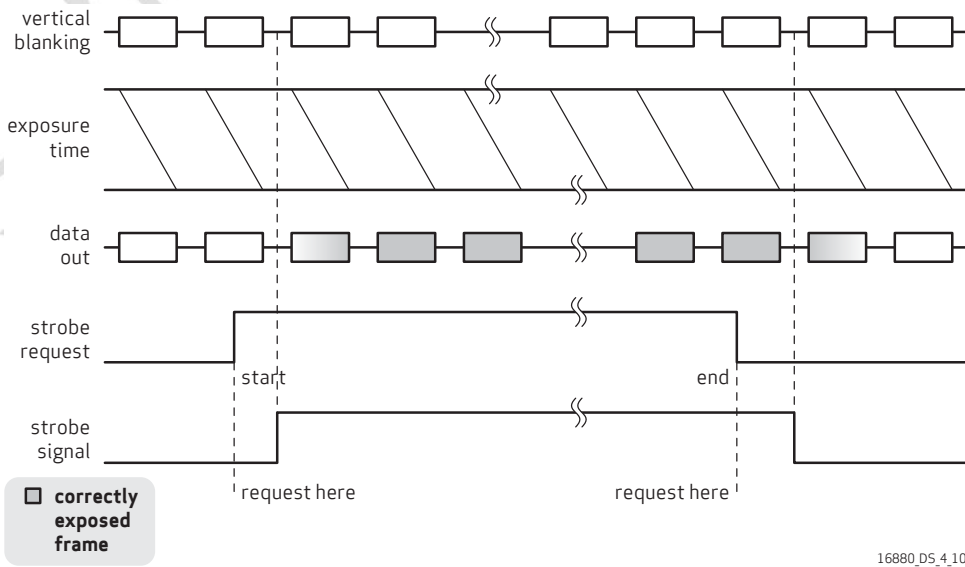 vertical
blanking
exposure
time
data
out
strobe
request
start
end
strobe
signal
request here
request here
correctly
exposed
frame
16880_DS_4_10